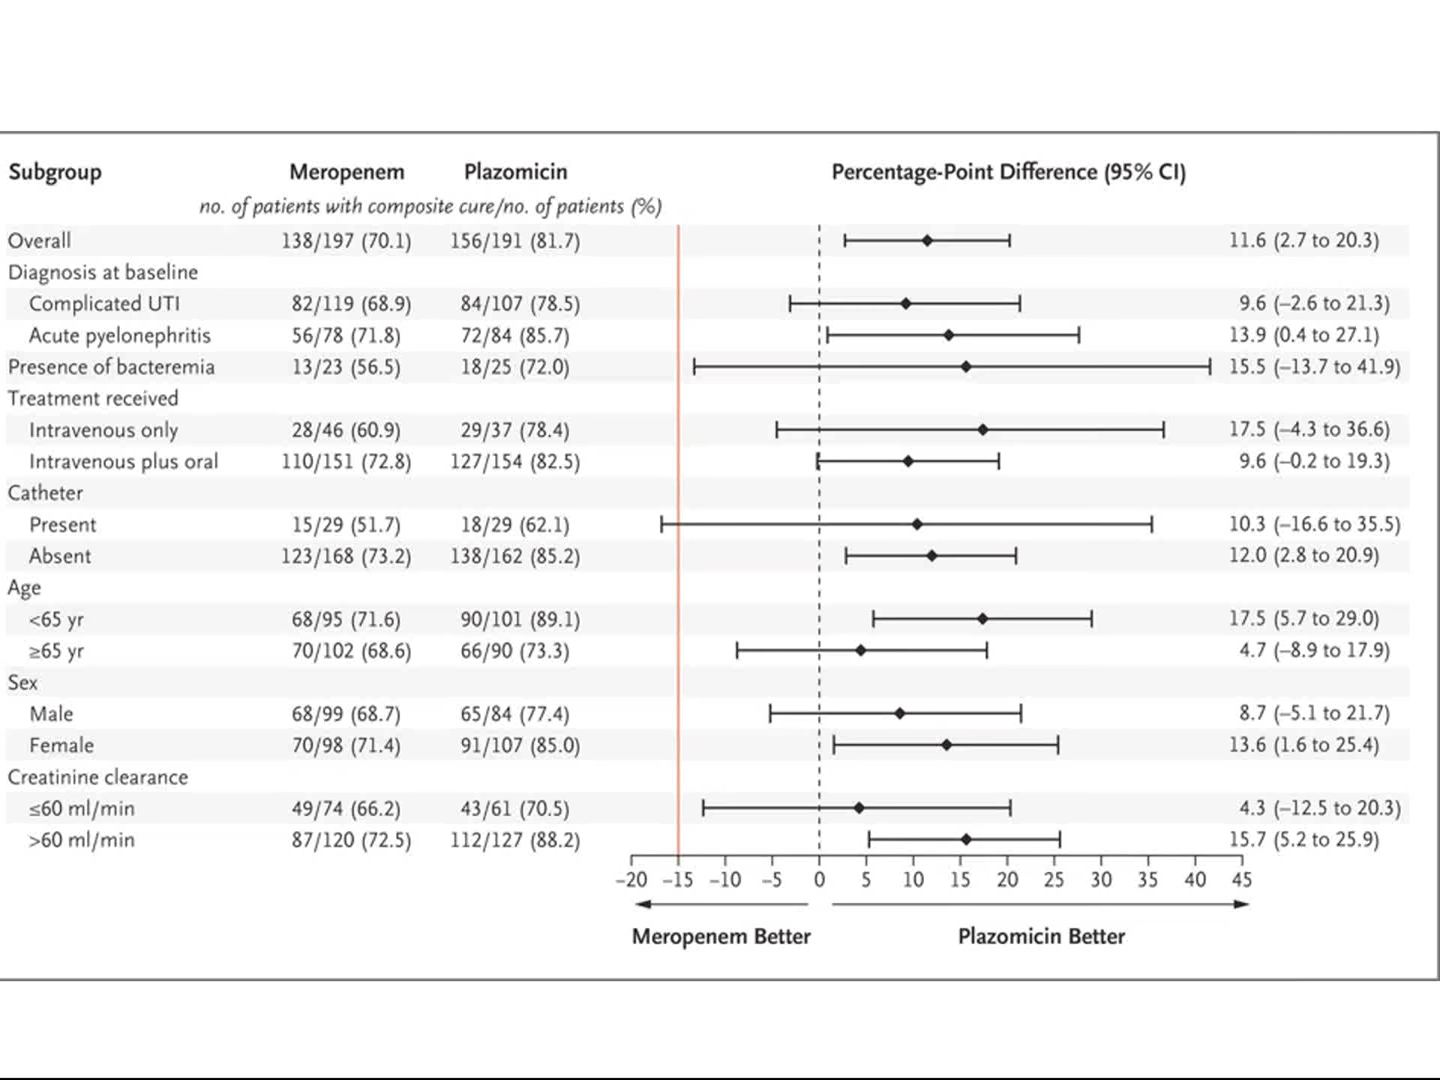 Subgroup Meropenem Plazomicin Percentage-Point Difference (95% CI)
no. of patients with composite cure/no. of patients (%)
Overall 138/197 (70.1) 156/191 (81.7) 11.6 (2.7 to 20.3)
Diagnosis at baseline
Complicated UTI 82/119 (68.9) 84/107 (78.5) 9.6 (–2.6 to 21.3)
Acute pyelonephritis 56/78 (71.8) 72/84 (85.7) 13.9 (0.4 to 27.1)
Presence of bacteremia 13/23 (56.5) 18/25 (72.0) 15.5 (–13.7 to 41.9)
Treatment received
Intravenous only 28/46 (60.9) 29/37 (78.4) 17.5 (–4.3 to 36.6)
Intravenous plus oral 110/151 (72.8) 127/154 (82.5) 9.6 (–0.2 to 19.3)
Catheter
Present 15/29 (51.7) 18/29 (62.1) 10.3 (–16.6 to 35.5)
Absent 123/168 (73.2) 138/162 (85.2) 12.0 (2.8 to 20.9)
Age
<65 yr 68/95 (71.6) 90/101 (89.1) 17.5 (5.7 to 29.0)
≥65 yr 70/102 (68.6) 66/90 (73.3) 4.7 (–8.9 to 17.9)
Sex
Male 68/99 (68.7) 65/84 (77.4) 8.7 (–5.1 to 21.7)
Female 70/98 (71.4) 91/107 (85.0) 13.6 (1.6 to 25.4)
Creatinine clearance
≤60 ml/min 49/74 (66.2) 43/61 (70.5) 4.3 (–12.5 to 20.3)
>60 ml/min 87/120 (72.5) 112/127 (88.2) 15.7 (5.2 to 25.9)
–20 –15 –10 –5 0 5 10 15 20 25 30 35 40 45
Meropenem Better Plazomicin Better